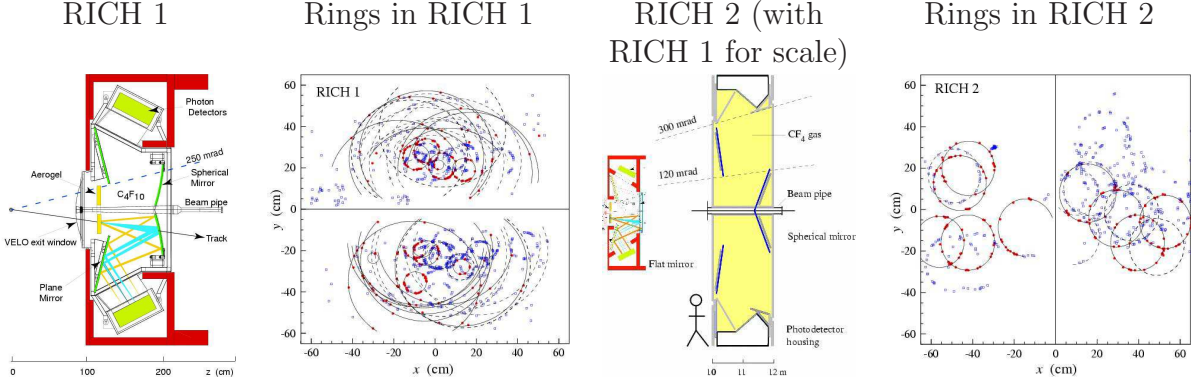 RICH 1
Rings in RICH 1
RICH 2 (with
RICH 1 for scale)
Rings in RICH 2
Photon
Detectors
250 mrad
Aerogel
C4F10
Spherical
Mirror
Beam pipe
VELO exit window
Track
Plane
Mirror
0
100
200
z (cm)
RICH 1
y (cm)
60
40
20
0
-20
-40
-60
-60
-40
-20
0
20
40
60
x (cm)
300 mrad
CF4 gas
120 mrad
Beam pipe
Spherical mirror
Flat mirror
Photodetector
housing
10
11
12 m
RICH 2
y (cm)
60
40
20
0
-20
-40
-60
-60
-40
-20
0
20
40
60
x (cm)